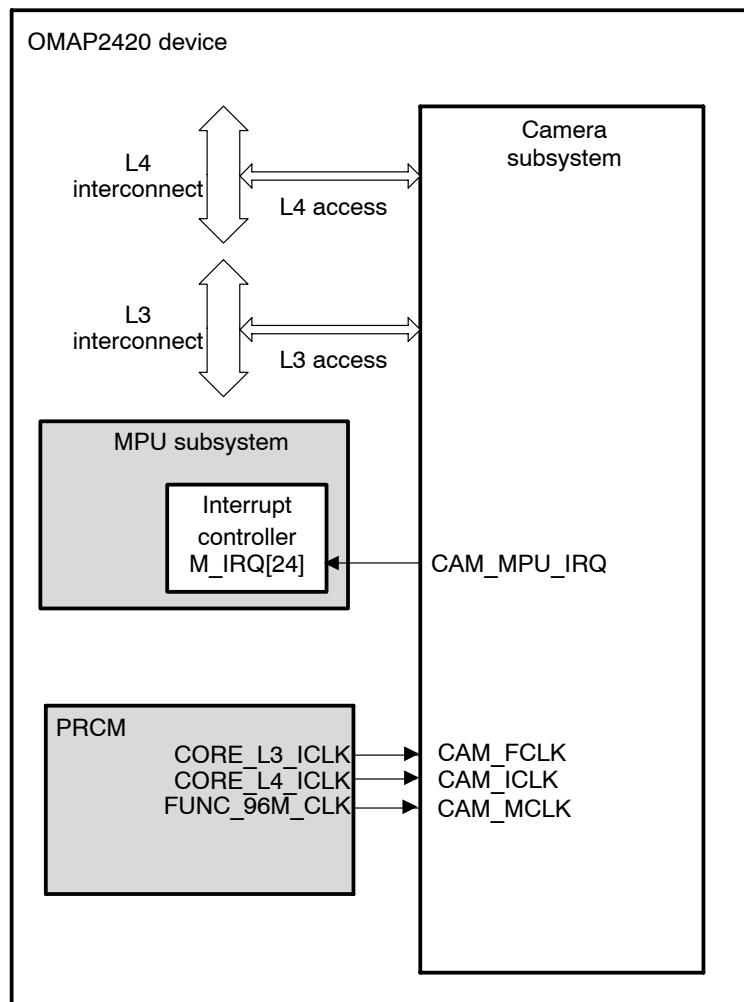 OMAP2420 device
Camera
subsystem
L4
interconnect
L4 access
L3
interconnect
L3 access
MPU subsystem
Interrupt
controller
M_IRQ[24]
CAM_MPU_IRQ
PRCM
CORE_L3_ICLK
CAM_FCLK
CORE_L4_ICLK
CAM_ICLK
FUNC_96M_CLK
CAM_MCLK